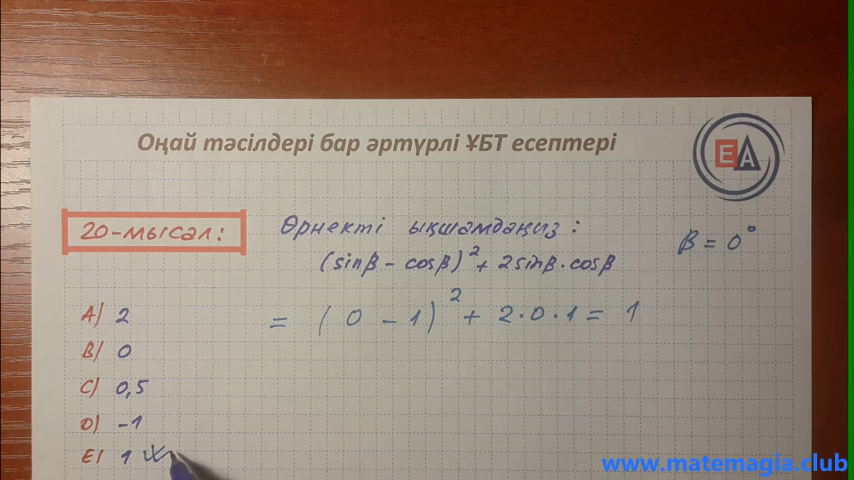 Оңай тәсілдері бар әртүрлі ҰБТ есептері
EA
20-мысал:
Өрнекті ықшамдаңыз:
(sinβ - cosβ)² + 2sinβ·cosβ
β = 0°
= (0 - 1)² + 2·0·1 = 1
A) 2
B) 0
C) 0,5
D) -1
E) 1
www.matemagia.club